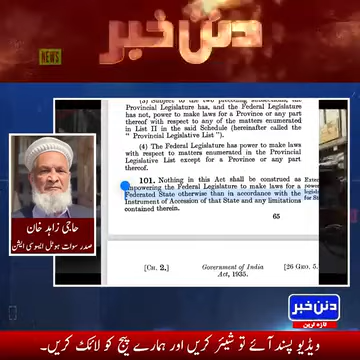 دنن خبر
NEWS
(3) Subject to the two preceding subsections, the
Provincial Legislature has, and the Federal Legislature
has not, power to make laws for a Province or any part
thereof with respect to any of the matters enumerated
in List II in the said Schedule (hereinafter called the
" Provincial Legislative List ").
(4) The Federal Legislature has power to make laws
with respect to matters enumerated in the Provincial
Legislative List except for a Province or any part
thereof.
101. Nothing in this Act shall be construed as
empowering the Federal Legislature to make laws for a
Federated State otherwise than in accordance with the
Instrument of Accession of that State and any limitations
contained therein.
65
[CH. 2.] Government of India [26 GEO. 5.
Act, 1935.
حاجی زاہد خان
صدر سوات ہوٹل ایسوسی ایشن
دنن خبر
تازہ ترین
ویڈیو پسند آئے تو شیئر کریں اور ہمارے پیج کو لائک کریں۔